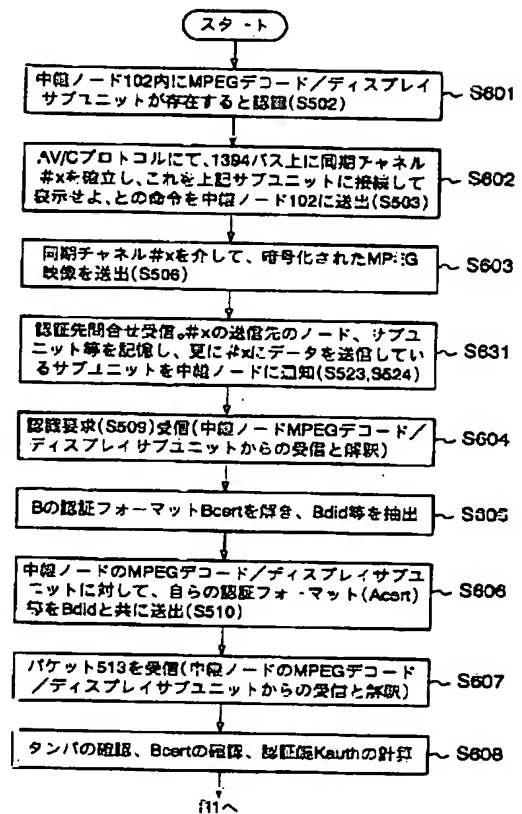 スタート
中継ノード102内にMPEGデコード／ディスプレイ
サブユニットが存在すると認識(S502)
S601
AV/Cプロトコルにて、1394バス上に同期チャネル
#xを確立し、これを上記サブユニットに接続して
表示せよ、との命令を中継ノード102に送出(S503)
S602
同期チャネル#xを介して、暗号化されたMPEG
映像を送出(S506)
S603
認証先問合せ受信。#xの送信先のノード、サブユ
ニット等を記憶し、更に#xにデータを送信してい
るサブユニットを中継ノードに通知(S523,S524)
S631
認証要求(S509)受信(中継ノードMPEGデコード／
ディスプレイサブユニットからの受信と解釈)
S604
Bの認証フォーマットBcertを解き、Bdid等を抽出
S605
中継ノードのMPEGデコード／ディスプレイサブユ
ニットに対して、自らの認証フォーマット(Acert)
等をBdidと共に送出(S510)
S606
パケット513を受信(中継ノードのMPEGデコード
／ディスプレイサブユニットからの受信と解釈)
S607
タンパの確認、Bcertの確認、認証鍵Kauthの計算
S608
へ